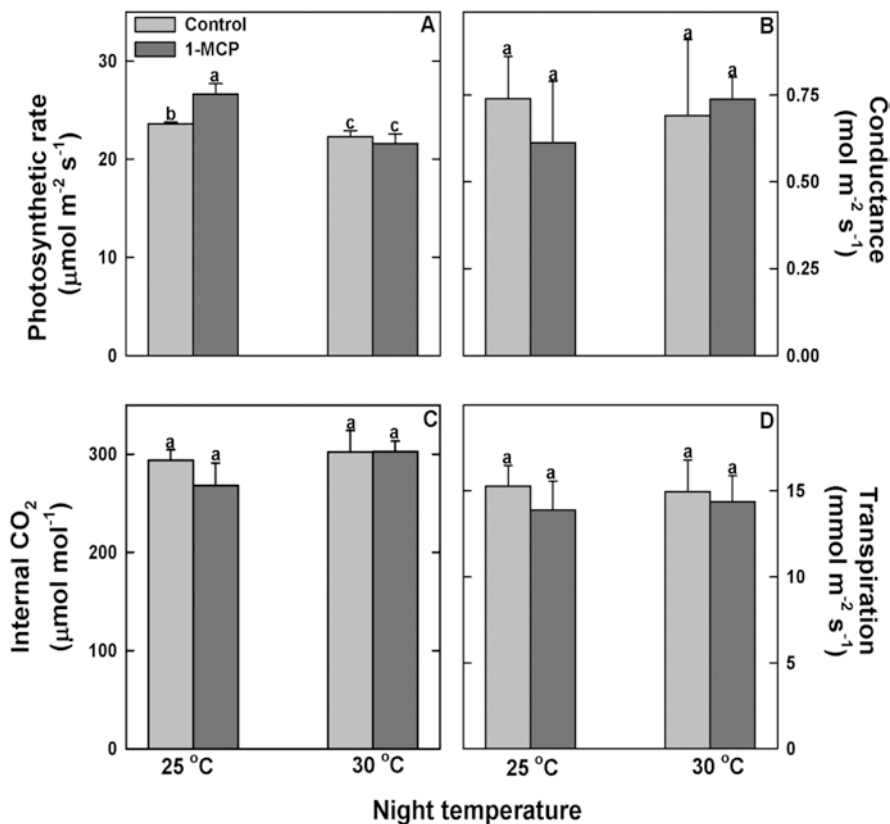 Control
1-MCP
A
B
C
D
Photosynthetic rate
(μmol m⁻² s⁻¹)
30
20
10
0
b
a
c
c
a
a
a
a
0.75
0.50
0.25
0.00
Conductance
(mol m⁻² s⁻¹)
Internal CO₂
(μmol mol⁻¹)
300
200
100
0
a
a
a
a
a
a
a
a
15
10
5
0
Transpiration
(mmol m⁻² s⁻¹)
25 °C
30 °C
25 °C
30 °C
Night temperature